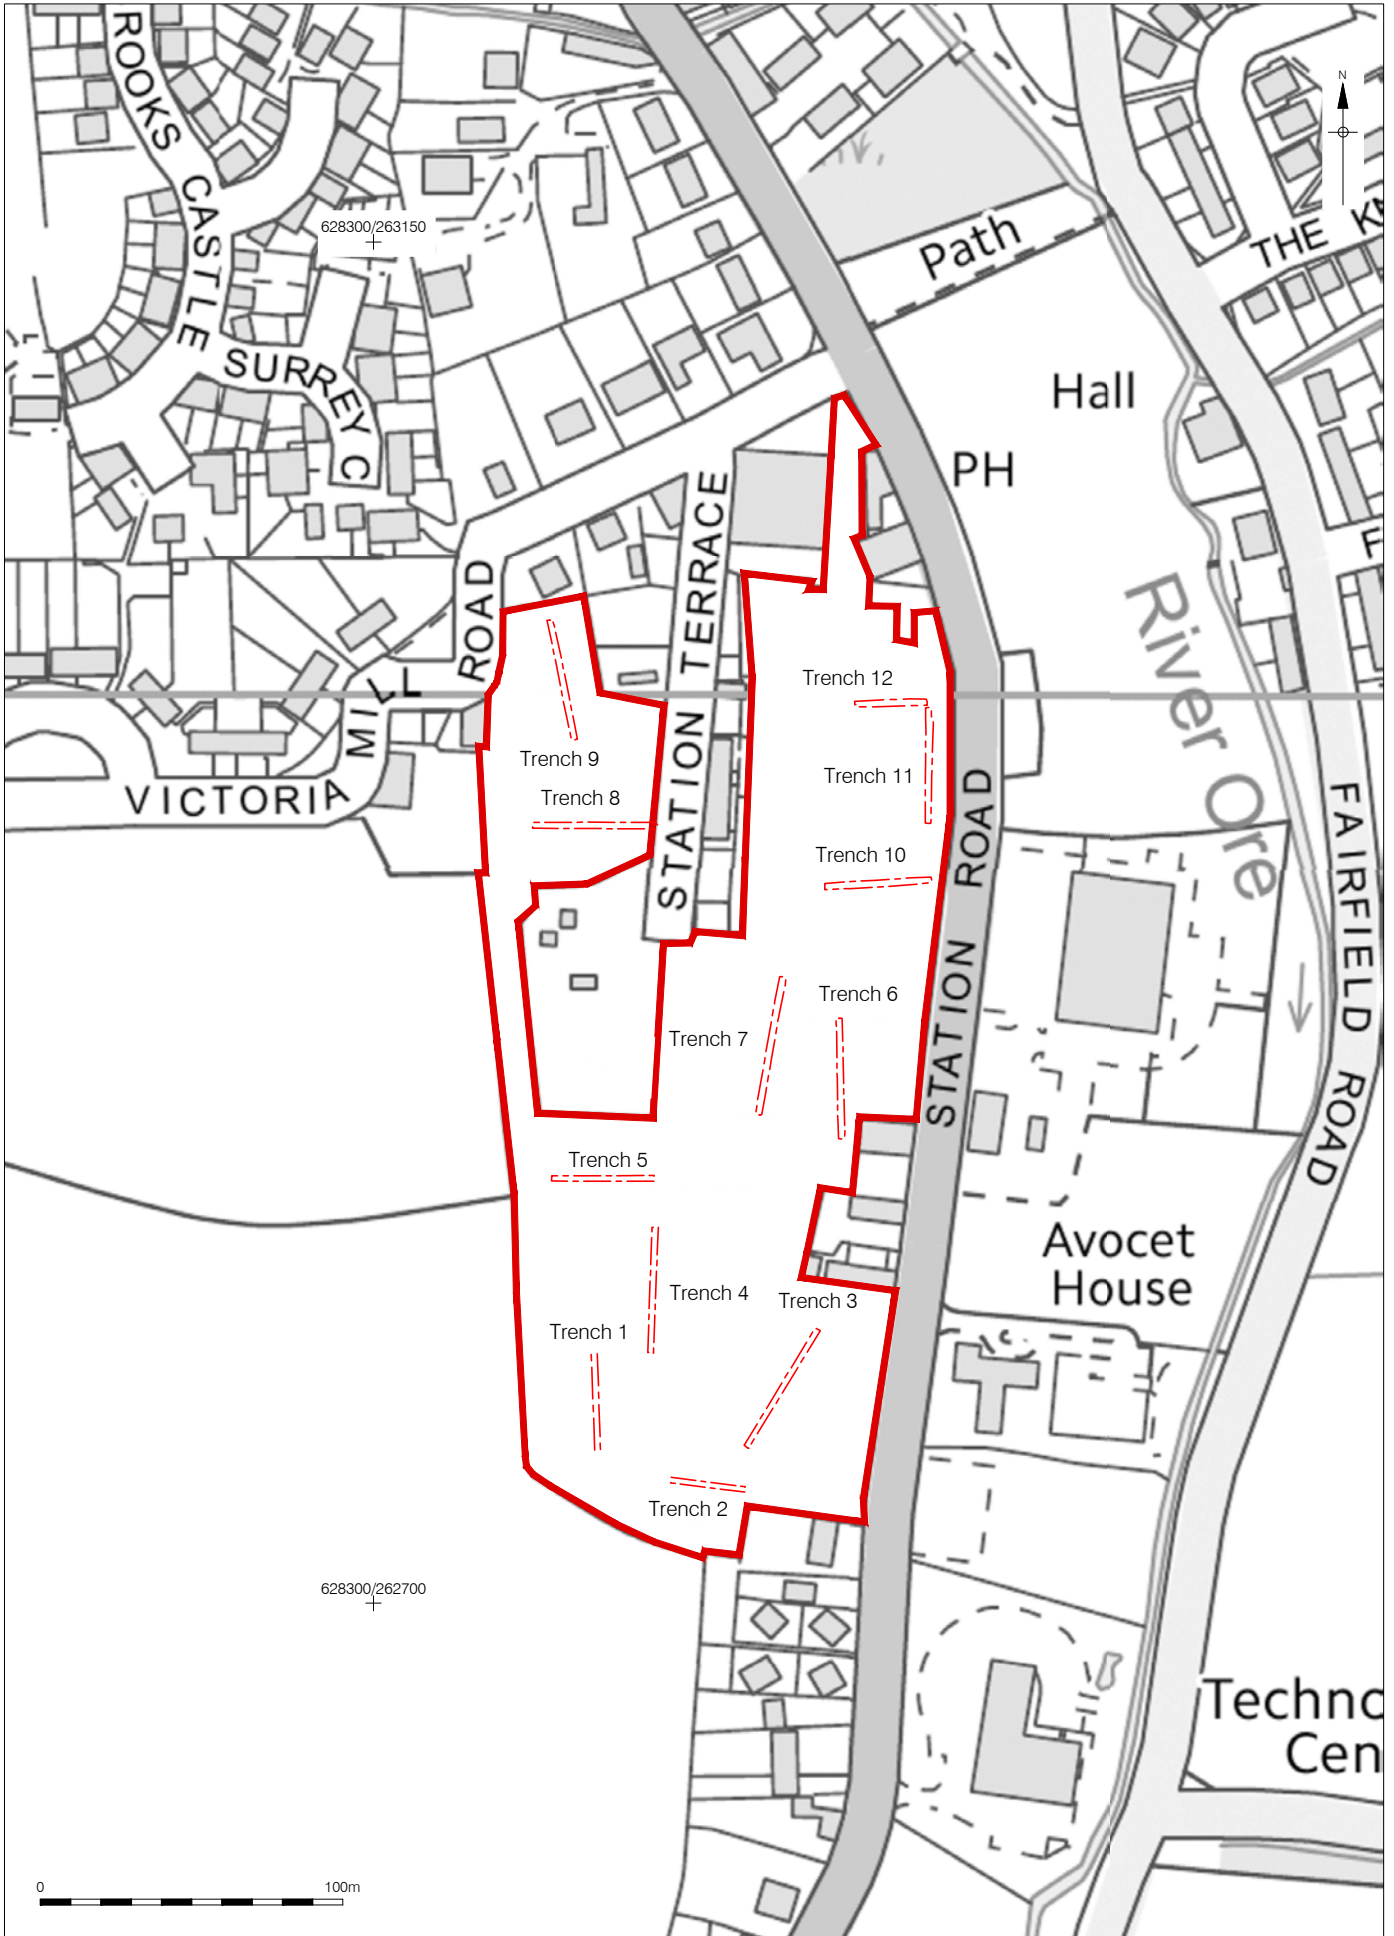 ROOKS CASTLE
N
628300/263150
Path
THE
SURREY C
Hall
PH
STATION TERRACE
ROAD
MILL
VICTORIA
River Ore
Trench 12
Trench 9
Trench 11
Trench 8
Trench 10
STATION ROAD
FAIRFIELD ROAD
Trench 6
Trench 7
Trench 5
Avocet
House
Trench 4
Trench 3
Trench 1
Trench 2
628300/262700
Techno
Cen
0 100m